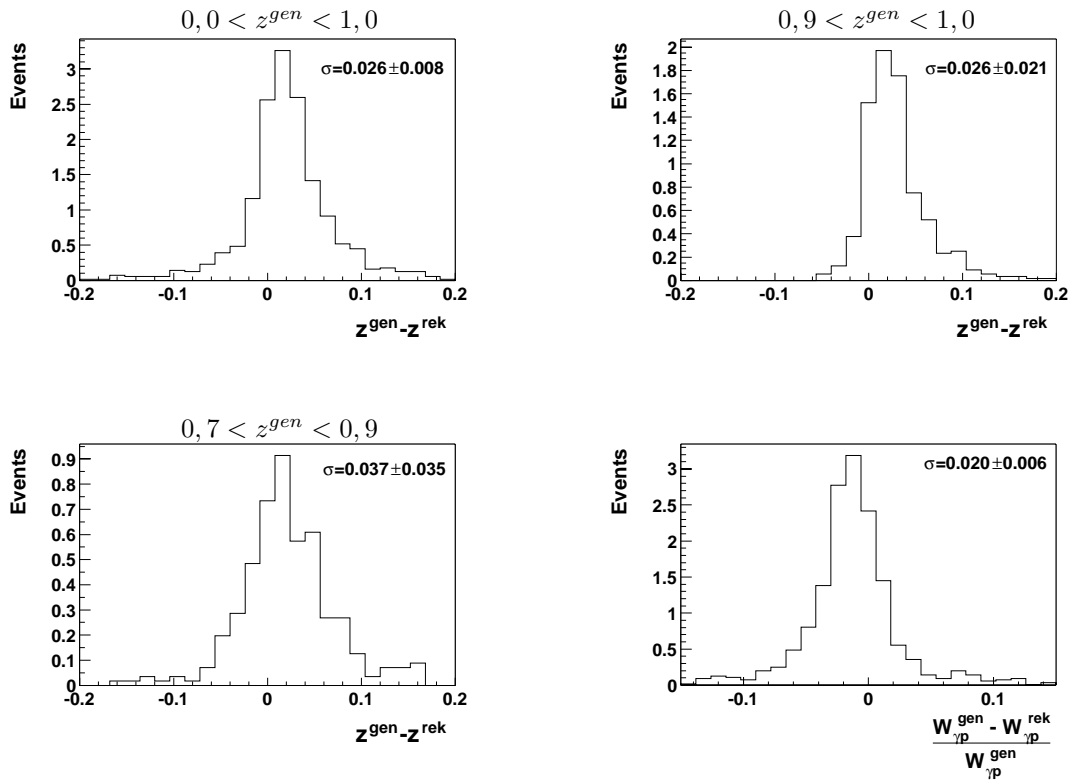 0,0 < z^gen < 1,0
Events
σ=0.026±0.008
3
2.5
2
1.5
1
0.5
0
-0.2 -0.1 0 0.1 0.2
z^gen-z^rek
0,9 < z^gen < 1,0
Events
σ=0.026±0.021
2
1.8
1.6
1.4
1.2
1
0.8
0.6
0.4
0.2
0
-0.2 -0.1 0 0.1 0.2
z^gen-z^rek
0,7 < z^gen < 0,9
Events
σ=0.037±0.035
0.9
0.8
0.7
0.6
0.5
0.4
0.3
0.2
0.1
0
-0.2 -0.1 0 0.1 0.2
z^gen-z^rek
Events
σ=0.020±0.006
3
2.5
2
1.5
1
0.5
0
-0.1 0 0.1
W_γp^gen - W_γp^rek
W_γp^gen